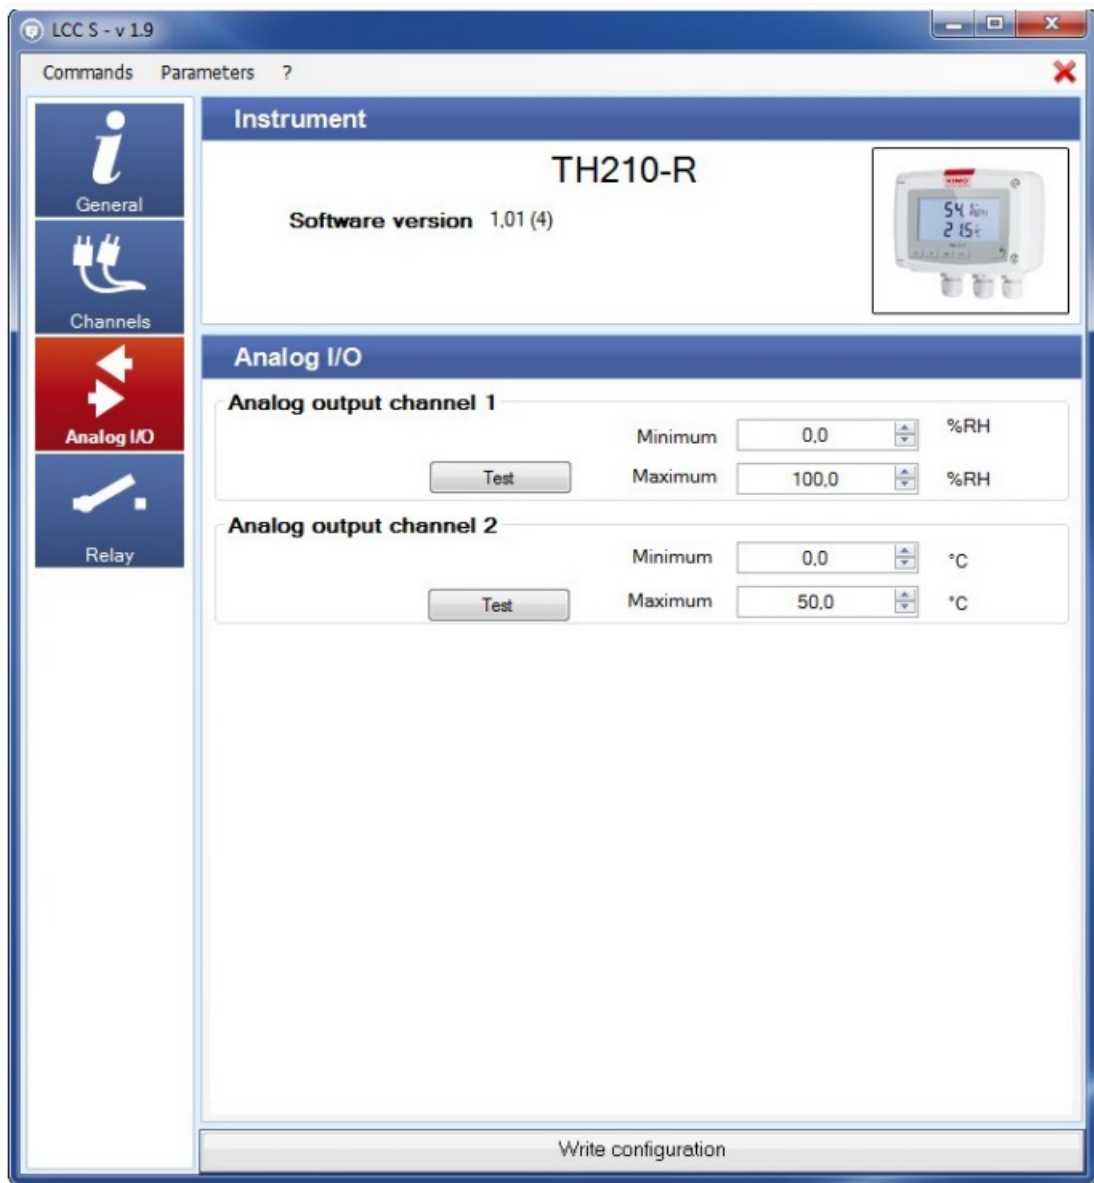 LCC S - v 1.9
Commands Parameters ?
General
Channels
Analog I/O
Relay
Instrument
TH210-R
Software version 1,01 (4)
KIMO
Analog I/O
Analog output channel 1
Minimum 0,0 %RH
Test Maximum 100,0 %RH
Analog output channel 2
Minimum 0,0 °C
Test Maximum 50,0 °C
Write configuration